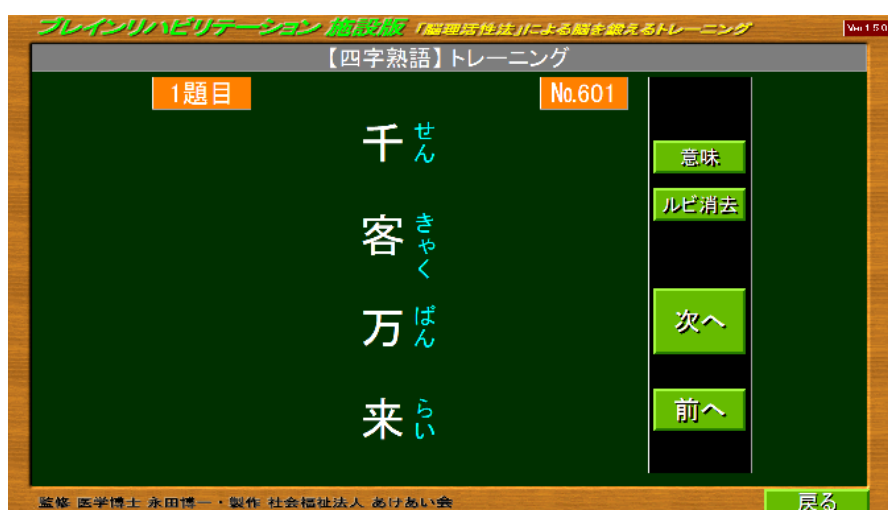 ブレインリハビリテーション 施設版 「脳理活性法」による脳を鍛えるトレーニング
Ver 1.5.0
【四字熟語】トレーニング
1題目
No.601
千 せん
客 きゃく
万 ばん
来 らい
意味
ルビ消去
次へ
前へ
監修 医学博士 永田博一・製作 社会福祉法人 あけあい会
戻る